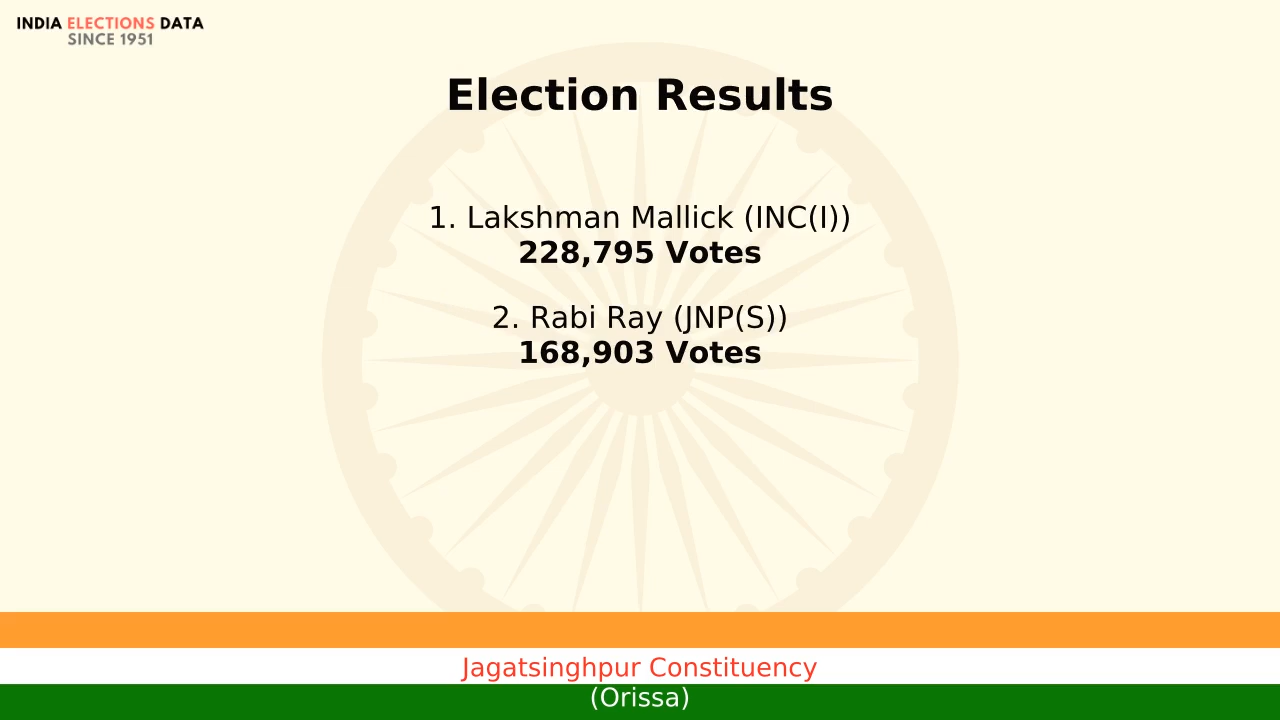 INDIA ELECTIONS DATA
SINCE 1951
Election Results
1. Lakshman Mallick (INC(I))
228,795 Votes
2. Rabi Ray (JNP(S))
168,903 Votes
Jagatsinghpur Constituency
(Orissa)